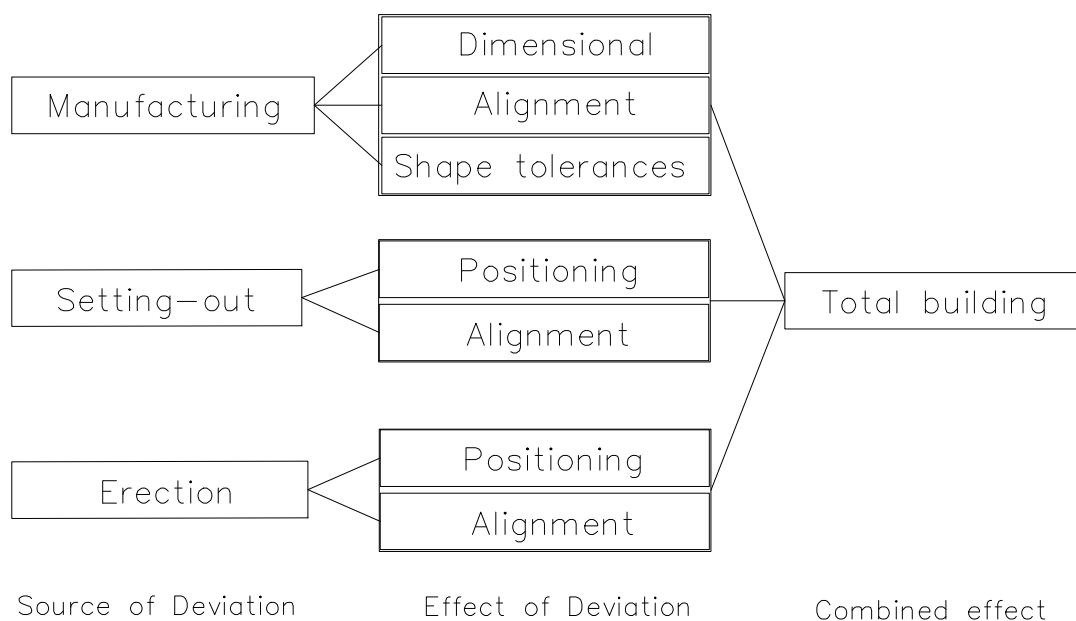 Manufacturing
Dimensional
Alignment
Shape tolerances
Setting-out
Positioning
Alignment
Erection
Positioning
Alignment
Total building
Source of Deviation
Effect of Deviation
Combined effect